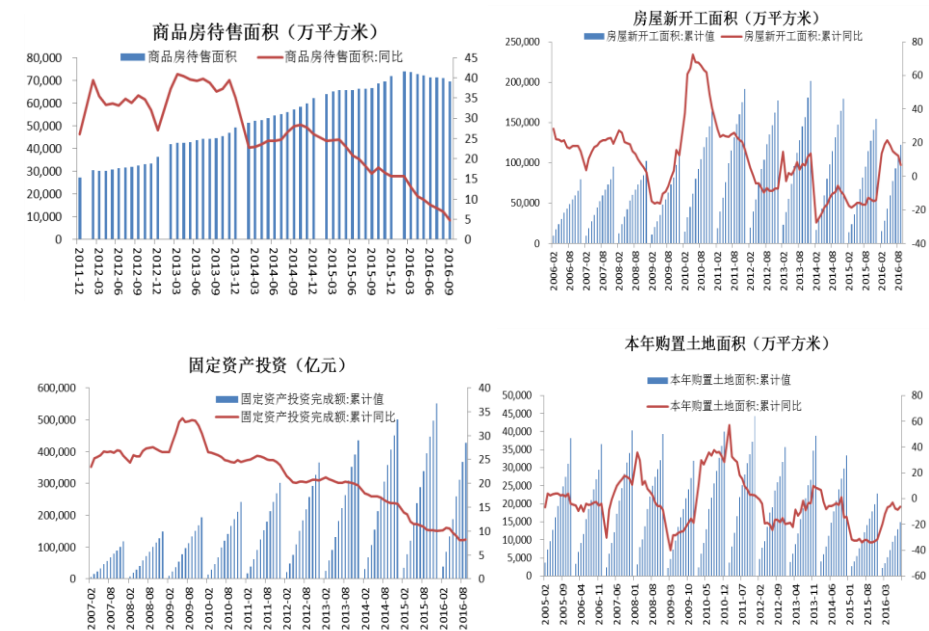 商品房待售面积（万平方米）
商品房待售面积 商品房待售面积:同比
80,000 70,000 60,000 50,000 40,000 30,000 20,000 10,000 0
45 40 35 30 25 20 15 10 5 0
2011-12 2012-03 2012-06 2012-09 2012-12 2013-03 2013-06 2013-09 2013-12 2014-03 2014-06 2014-09 2014-12 2015-03 2015-06 2015-09 2015-12 2016-03 2016-06 2016-09
房屋新开工面积（万平方米）
房屋新开工面积:累计值 房屋新开工面积:累计同比
250,000 200,000 150,000 100,000 50,000 0
80 60 40 20 0 -20 -40
2006-02 2006-08 2007-02 2007-08 2008-02 2008-08 2009-02 2009-08 2010-02 2010-08 2011-02 2011-08 2012-02 2012-08 2013-02 2013-08 2014-02 2014-08 2015-02 2015-08 2016-02 2016-08
固定资产投资（亿元）
固定资产投资完成额:累计值
固定资产投资完成额:累计同比
600,000 500,000 400,000 300,000 200,000 100,000 0
40 35 30 25 20 15 10 5 0
2007-02 2007-08 2008-02 2008-08 2009-02 2009-08 2010-02 2010-08 2011-02 2011-08 2012-02 2012-08 2013-02 2013-08 2014-02 2014-08 2015-02 2015-08 2016-02 2016-08
本年购置土地面积（万平方米）
本年购置土地面积:累计值
本年购置土地面积:累计同比
50,000 45,000 40,000 35,000 30,000 25,000 20,000 15,000 10,000 5,000 0
80 60 40 20 0 -20 -40 -60
2005-02 2005-09 2006-04 2006-11 2007-06 2008-01 2008-08 2009-03 2009-10 2010-05 2010-12 2011-07 2012-02 2012-09 2013-04 2013-11 2014-06 2015-01 2015-08 2016-03